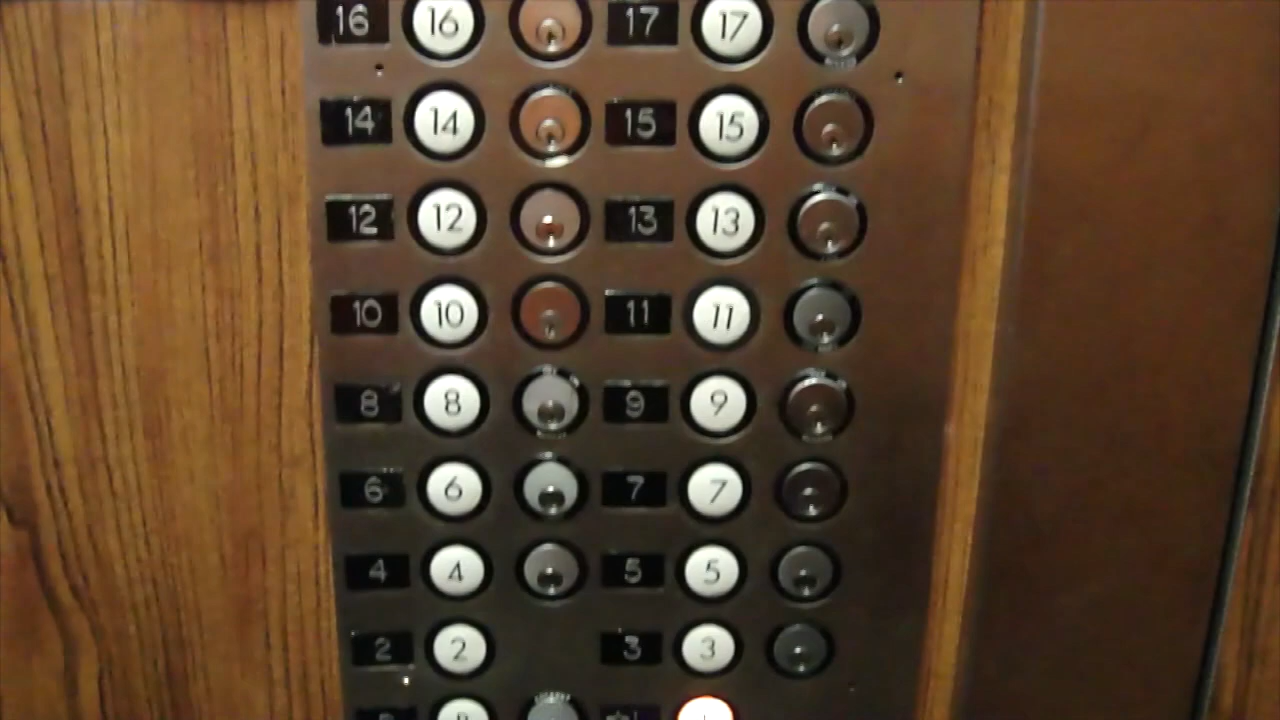 16 16 17 17
14 14 15 15
12 12 13 13
10 10 11 11
8 8 9 9
6 6 7 7
4 4 5 5
2 2 3 3